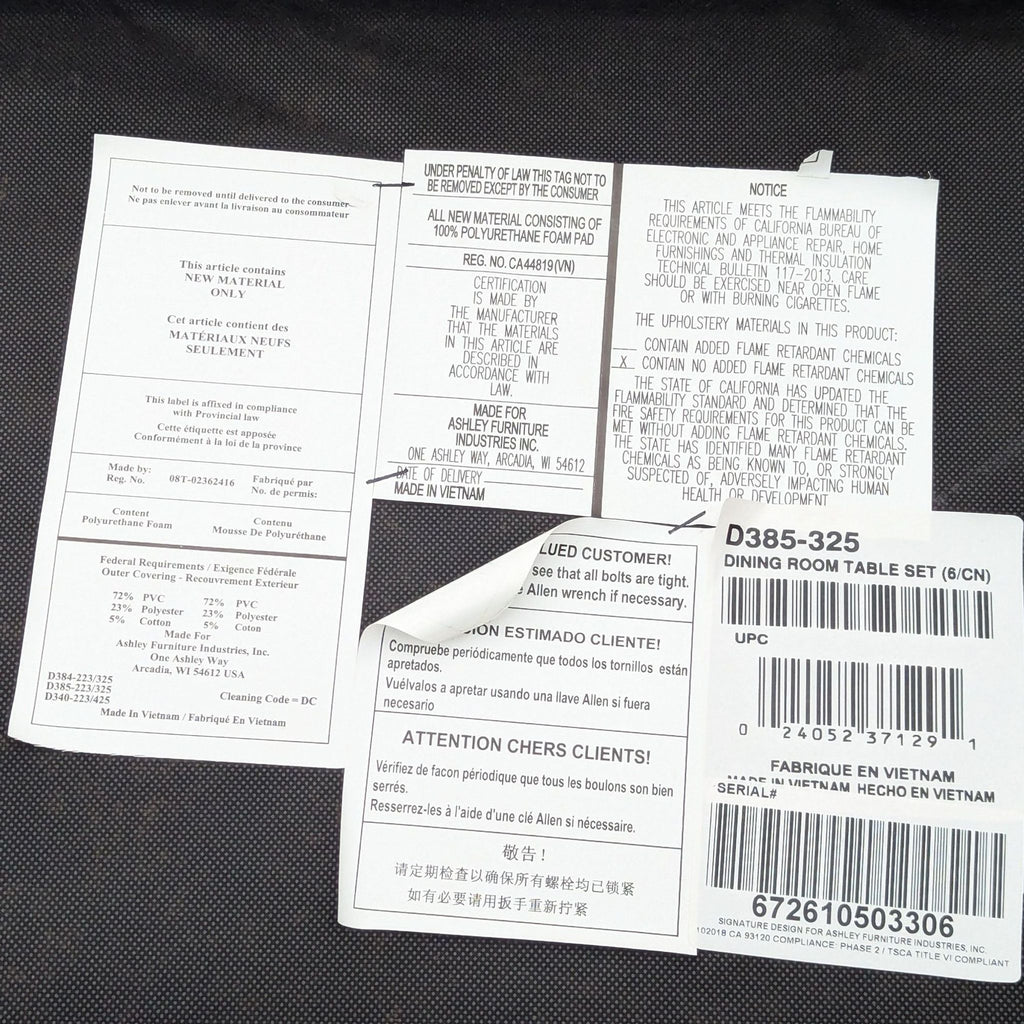 Not to be removed until delivered to the consumer
Ne pas enlever avant la livraison au consommateur
This article contains
NEW MATERIAL
ONLY
Cet article contient des
MATÉRIAUX NEUFS
SEULEMENT
This label is affixed in compliance
with Provincial law
Cette étiquette est apposée
Conformément à la loi de la province
Made by:
Reg. No.
08T-02362416
Fabriqué par
No. de permis:
Content
Polyurethane Foam
Contenu
Mousse De Polyuréthane
Federal Requirements / Exigence Fédérale
Outer Covering - Recouvrement Exterieur
72% PVC 72% PVC
23% Polyester 23% Polyester
5% Cotton 5% Coton
Made For
Ashley Furniture Industries, Inc.
One Ashley Way
Arcadia, WI 54612 USA
D384-223/325
D385-223/325
D340-223/425
Cleaning Code = DC
Made In Vietnam / Fabriqué En Vietnam
UNDER PENALTY OF LAW THIS TAG NOT TO
BE REMOVED EXCEPT BY THE CONSUMER
ALL NEW MATERIAL CONSISTING OF
100% POLYURETHANE FOAM PAD
REG. NO. CA44819(VN)
CERTIFICATION
IS MADE BY
THE MANUFACTURER
THAT THE MATERIALS
IN THIS ARTICLE ARE
DESCRIBED IN
ACCORDANCE WITH
LAW.
MADE FOR
ASHLEY FURNITURE
INDUSTRIES INC.
ONE ASHLEY WAY, ARCADIA, WI 54612
DATE OF DELIVERY
MADE IN VIETNAM
NOTICE
THIS ARTICLE MEETS THE FLAMMABILITY
REQUIREMENTS OF CALIFORNIA BUREAU OF
ELECTRONIC AND APPLIANCE REPAIR, HOME
FURNISHINGS AND THERMAL INSULATION
TECHNICAL BULLETIN 117-2013. CARE
SHOULD BE EXERCISED NEAR OPEN FLAME
OR WITH BURNING CIGARETTES.
THE UPHOLSTERY MATERIALS IN THIS PRODUCT:
___ CONTAIN ADDED FLAME RETARDANT CHEMICALS
X CONTAIN NO ADDED FLAME RETARDANT CHEMICALS
THE STATE OF CALIFORNIA HAS UPDATED THE
FLAMMABILITY STANDARD AND DETERMINED THAT THE
FIRE SAFETY REQUIREMENTS FOR THIS PRODUCT CAN BE
MET WITHOUT ADDING FLAME RETARDANT CHEMICALS.
THE STATE HAS IDENTIFIED MANY FLAME RETARDANT
CHEMICALS AS BEING KNOWN TO, OR STRONGLY
SUSPECTED OF, ADVERSELY IMPACTING HUMAN
HEALTH OR DEVELOPMENT
LUED CUSTOMER!
see that all bolts are tight.
Allen wrench if necessary.
ION ESTIMADO CLIENTE!
Compruebe periódicamente que todos los tornillos están
apretados.
Vuélvalos a apretar usando una llave Allen si fuera
necesario
ATTENTION CHERS CLIENTS!
Vérifiez de facon périodique que tous les boulons son bien
serrés.
Resserrez-les à l'aide d'une clé Allen si nécessaire.
敬告！
请定期检查以确保所有螺栓均已锁紧
如有必要请用扳手重新拧紧
D385-325
DINING ROOM TABLE SET (6/CN)
UPC
0 24052 37129 1
FABRIQUE EN VIETNAM
MADE IN VIETNAM HECHO EN VIETNAM
SERIAL#
672610503306
SIGNATURE DESIGN FOR ASHLEY FURNITURE INDUSTRIES, INC.
102018 CA 93120 COMPLIANCE: PHASE 2 / TSCA TITLE VI COMPLIANT